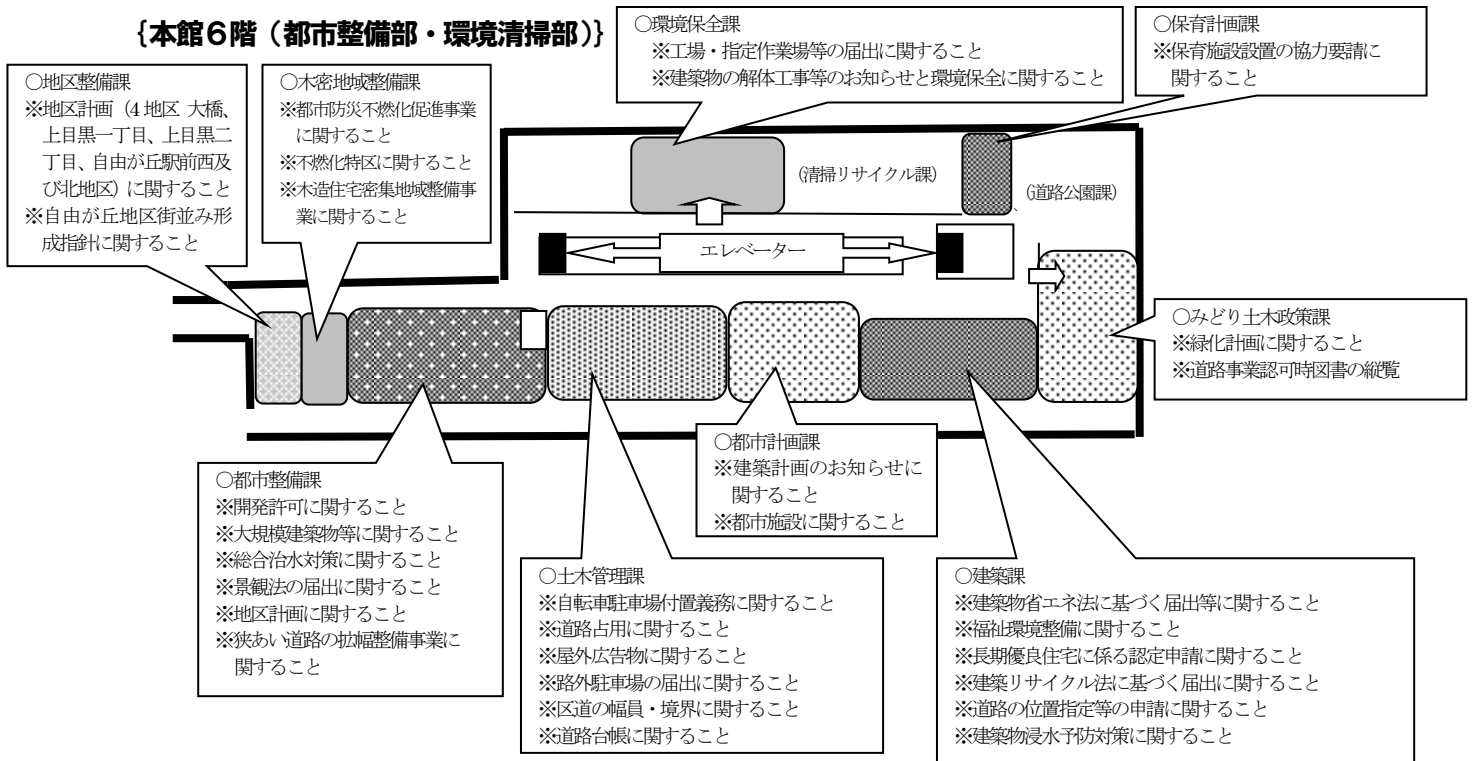 {本館６階（都市整備部・環境清掃部）}
○環境保全課
※工場・指定作業場等の届出に関すること
※建築物の解体工事等のお知らせと環境保全に関すること
○保育計画課
※保育施設設置の協力要請に
関すること
○地区整備課
※地区計画（4 地区 大橋、
上目黒一丁目、上目黒二
丁目、自由が丘駅前西及
び北地区）に関すること
※自由が丘地区街並み形
成指針に関すること
○木密地域整備課
※都市防災不燃化促進事業
に関すること
※不燃化特区に関すること
※木造住宅密集地域整備事
業に関すること
(清掃リサイクル課)
(道路公園課)
エレベーター
○みどり土木政策課
※緑化計画に関すること
※道路事業認可時図書の縦覧
○都市整備課
※開発許可に関すること
※大規模建築物等に関すること
※総合治水対策に関すること
※景観法の届出に関すること
※地区計画に関すること
※狭あい道路の拡幅整備事業に
関すること
○都市計画課
※建築計画のお知らせに
関すること
※都市施設に関すること
○土木管理課
※自転車駐車場付置義務に関すること
※道路占用に関すること
※屋外広告物に関すること
※路外駐車場の届出に関すること
※区道の幅員・境界に関すること
※道路台帳に関すること
○建築課
※建築物省エネ法に基づく届出等に関すること
※福祉環境整備に関すること
※長期優良住宅に係る認定申請に関すること
※建築リサイクル法に基づく届出に関すること
※道路の位置指定等の申請に関すること
※建築物浸水予防対策に関すること